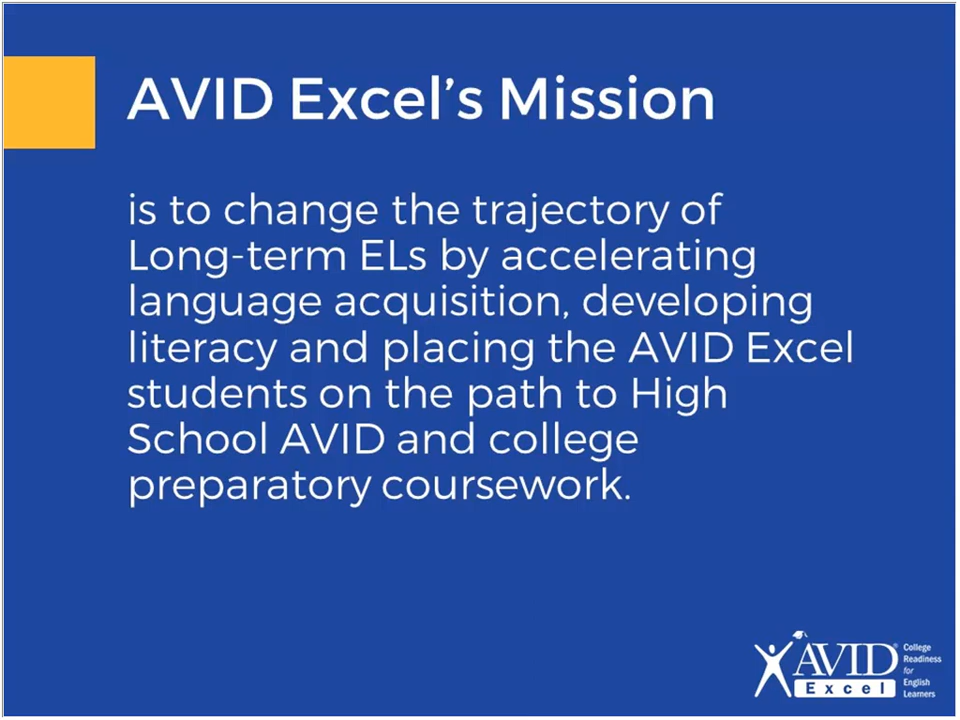 AVID Excel’s Mission
is to change the trajectory of
Long-term ELs by accelerating
language acquisition, developing
literacy and placing the AVID Excel
students on the path to High
School AVID and college
preparatory coursework.
AVID®
Excel
College
Readiness
for
English
Learners